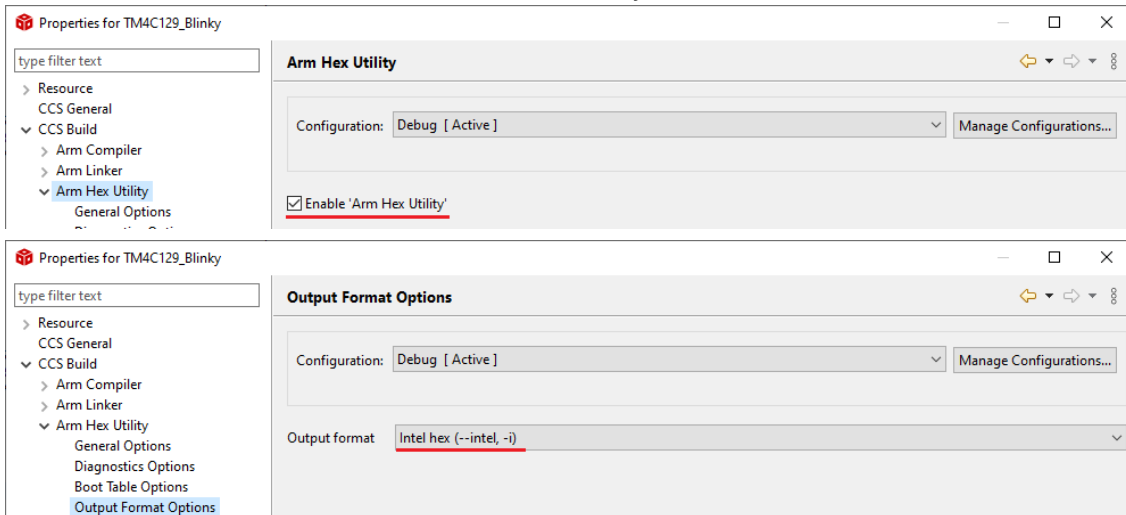 Properties for TM4C129_Blinky
type filter text
Arm Hex Utility
Resource
CCS General
CCS Build
Arm Compiler
Arm Linker
Arm Hex Utility
General Options
Configuration: Debug [ Active ]
Manage Configurations...
Enable 'Arm Hex Utility'
Properties for TM4C129_Blinky
type filter text
Output Format Options
Resource
CCS General
CCS Build
Arm Compiler
Arm Linker
Arm Hex Utility
General Options
Diagnostics Options
Boot Table Options
Output Format Options
Configuration: Debug [ Active ]
Manage Configurations...
Output format Intel hex (--intel, -i)